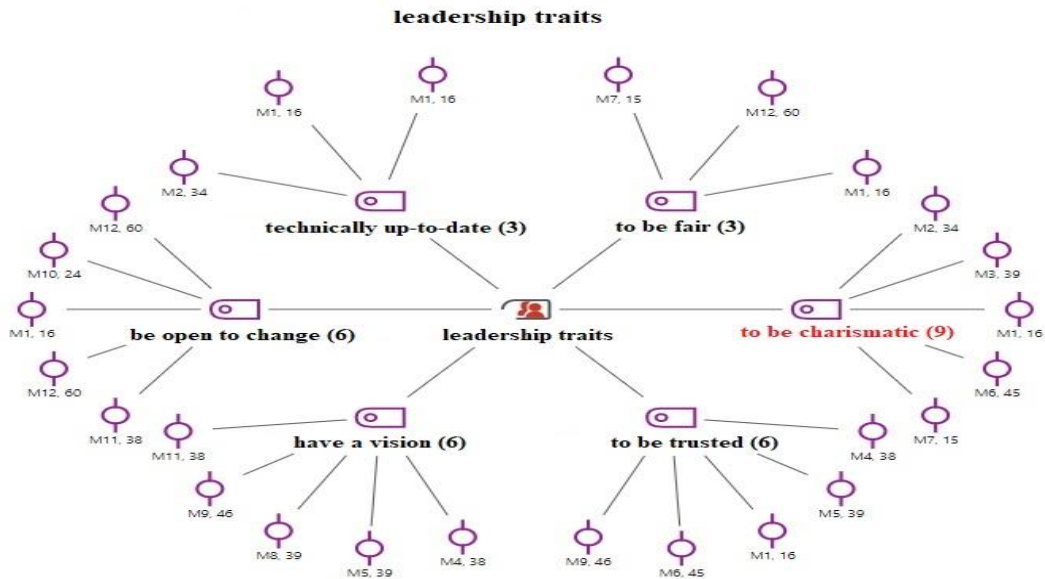 leadership traits
M1, 16
M1, 16
M7, 15
M12, 60
M2, 34
M1, 16
M12, 60
technically up-to-date (3)
to be fair (3)
M2, 34
M10, 24
M3, 39
M1, 16
be open to change (6)
leadership traits
to be charismatic (9)
M1, 16
M12, 60
M6, 45
M11, 38
M11, 38
have a vision (6)
to be trusted (6)
M4, 38
M7, 15
M9, 46
M5, 39
M8, 39
M5, 39
M4, 38
M9, 46
M6, 45
M1, 16